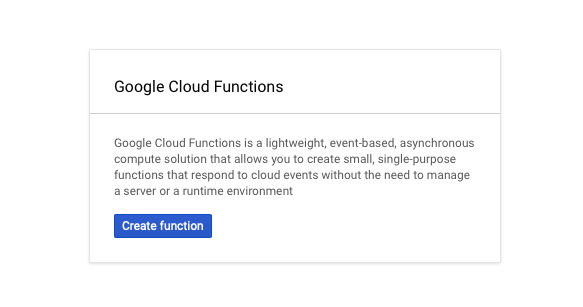 Google Cloud Functions
Google Cloud Functions is a lightweight, event-based, asynchronous
compute solution that allows you to create small, single-purpose
functions that respond to cloud events without the need to manage
a server or a runtime environment
Create function